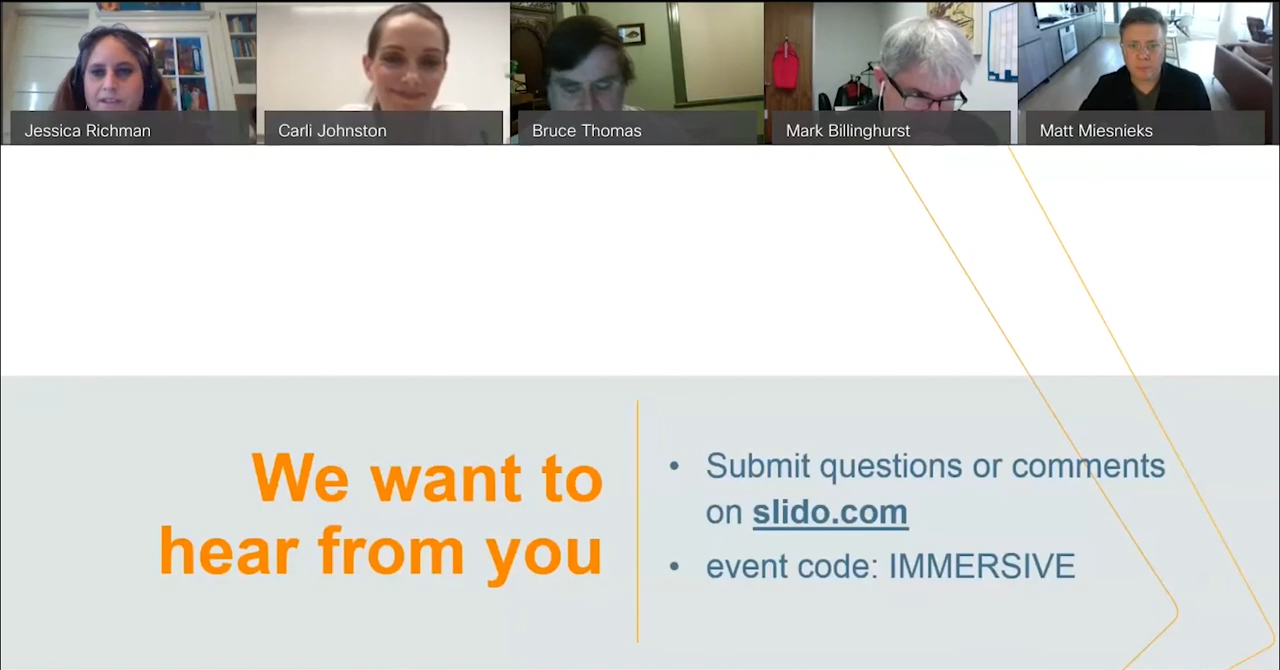 Jessica Richman
Carli Johnston
Bruce Thomas
Mark Billinghurst
Matt Miesnieks
We want to
hear from you
• Submit questions or comments
on slido.com
• event code: IMMERSIVE